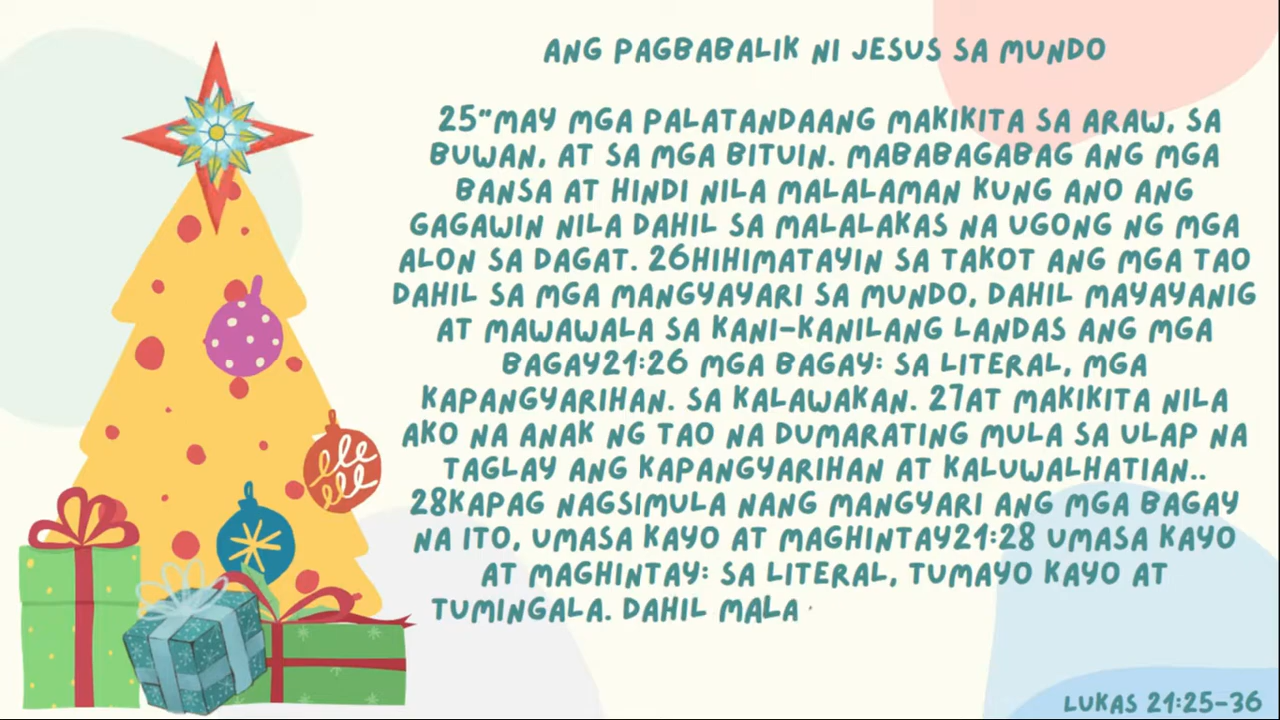 ANG PAGBABALIK NI JESUS SA MUNDO
25"MAY MGA PALATANDAANG MAKIKITA SA ARAW, SA
BUWAN, AT SA MGA BITUIN. MABABAGABAG ANG MGA
BANSA AT HINDI NILA MALALAMAN KUNG ANO ANG
GAGAWIN NILA DAHIL SA MALALAKAS NA UGONG NG MGA
ALON SA DAGAT. 26HIHIMATAYIN SA TAKOT ANG MGA TAO
DAHIL SA MGA MANGYAYARI SA MUNDO, DAHIL MAYAYANIG
AT MAWAWALA SA KANI-KANILANG LANDAS ANG MGA
BAGAY21:26 MGA BAGAY: SA LITERAL, MGA
KAPANGYARIHAN. SA KALAWAKAN. 27AT MAKIKITA NILA
AKO NA ANAK NG TAO NA DUMARATING MULA SA ULAP NA
TAGLAY ANG KAPANGYARIHAN AT KALUWALHATIAN..
28KAPAG NAGSIMULA NANG MANGYARI ANG MGA BAGAY
NA ITO, UMASA KAYO AT MAGHINTAY21:28 UMASA KAYO
AT MAGHINTAY: SA LITERAL, TUMAYO KAYO AT
TUMINGALA. DAHIL MALA
LUKAS 21:25-36